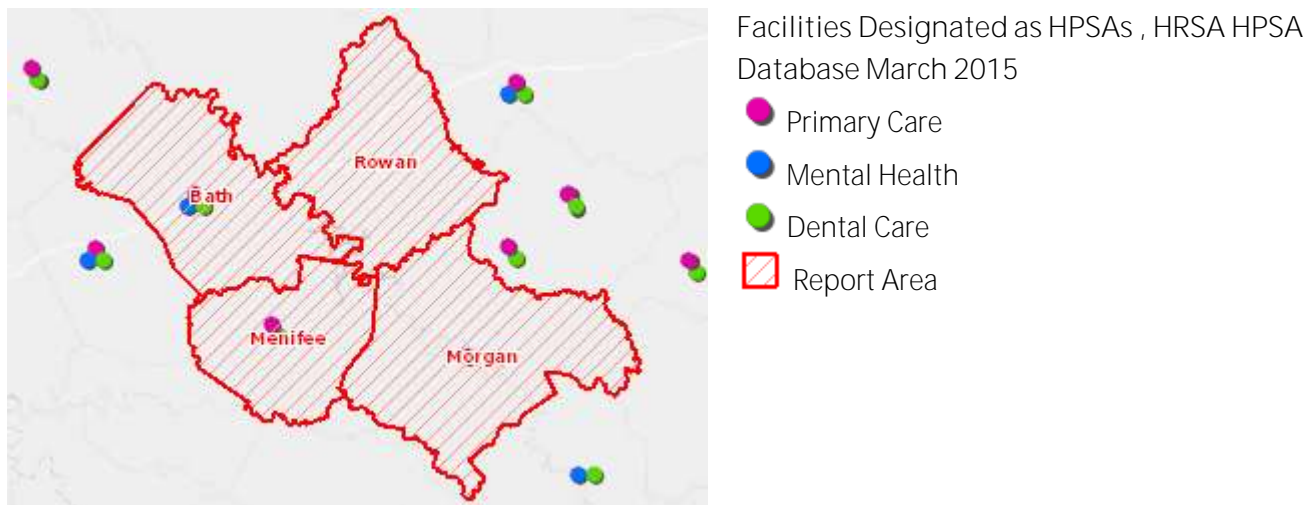 Facilities Designated as HPSAs , HRSA HPSA
Database March 2015
Primary Care
Mental Health
Dental Care
Report Area
Rowan
Bath
Menifee
Morgan